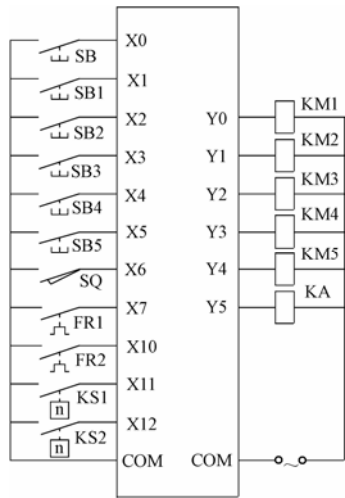 SB X0
SB1 X1
SB2 X2 Y0 KM1
SB3 X3 Y1 KM2
SB4 X4 Y2 KM3
SB5 X5 Y3 KM4
SQ X6 Y4 KM5
FR1 X7 Y5 KA
FR2 X10
n KS1 X11
n KS2 X12
COM COM ~